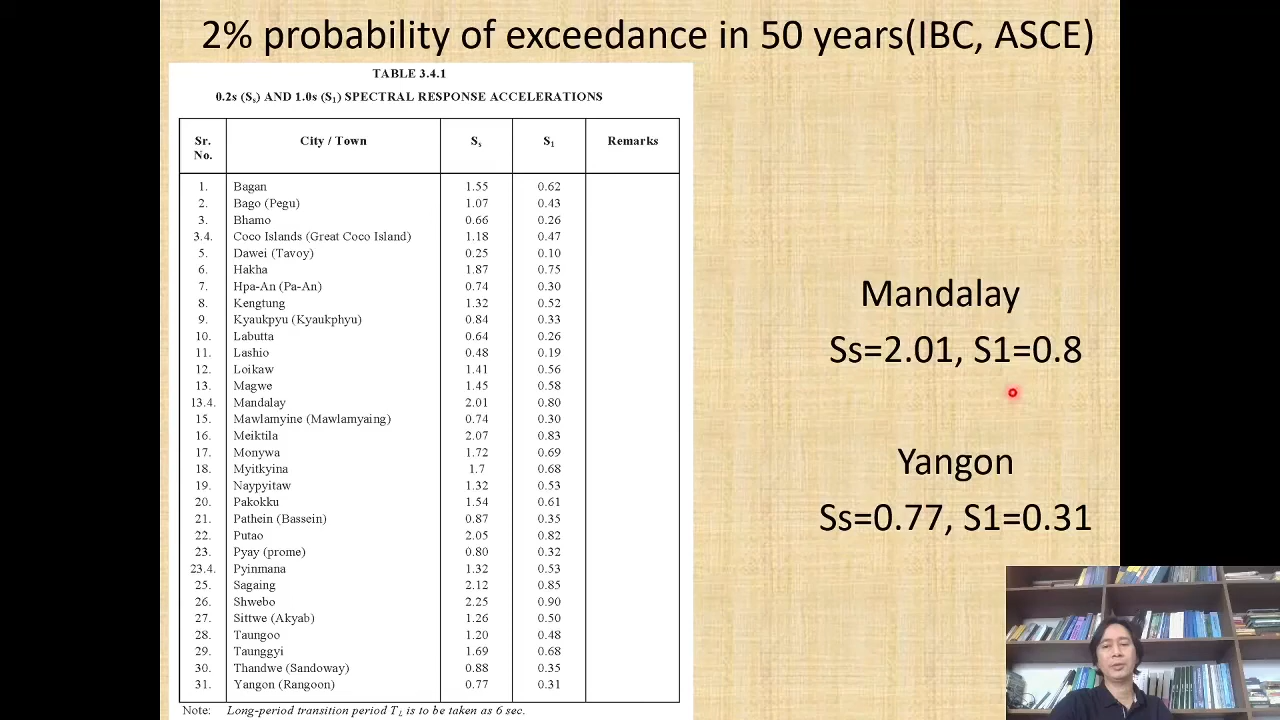 2% probability of exceedance in 50 years(IBC, ASCE)
TABLE 3.4.1
0.2s (Ss) AND 1.0s (S1) SPECTRAL RESPONSE ACCELERATIONS
Sr. No. City / Town Ss S1 Remarks
1. Bagan 1.55 0.62
2. Bago (Pegu) 1.07 0.43
3. Bhamo 0.66 0.26
3.4. Coco Islands (Great Coco Island) 1.18 0.47
5. Dawei (Tavoy) 0.25 0.10
6. Hakha 1.87 0.75
7. Hpa-An (Pa-An) 0.74 0.30
8. Kengtung 1.32 0.52
9. Kyaukpyu (Kyaukphyu) 0.84 0.33
10. Labutta 0.64 0.26
11. Lashio 0.48 0.19
12. Loikaw 1.41 0.56
13. Magwe 1.45 0.58
13.4. Mandalay 2.01 0.80
15. Mawlamyine (Mawlamyaing) 0.74 0.30
16. Meiktila 2.07 0.83
17. Monywa 1.72 0.69
18. Myitkyina 1.7 0.68
19. Naypyitaw 1.32 0.53
20. Pakokku 1.54 0.61
21. Pathein (Bassein) 0.87 0.35
22. Putao 2.05 0.82
23. Pyay (prome) 0.80 0.32
23.4. Pyinmana 1.32 0.53
25. Sagaing 2.12 0.85
26. Shwebo 2.25 0.90
27. Sittwe (Akyab) 1.26 0.50
28. Taungoo 1.20 0.48
29. Taunggyi 1.69 0.68
30. Thandwe (Sandoway) 0.88 0.35
31. Yangon (Rangoon) 0.77 0.31
Note: Long-period transition period TL is to be taken as 6 sec.
Mandalay
Ss=2.01, S1=0.8
Yangon
Ss=0.77, S1=0.31